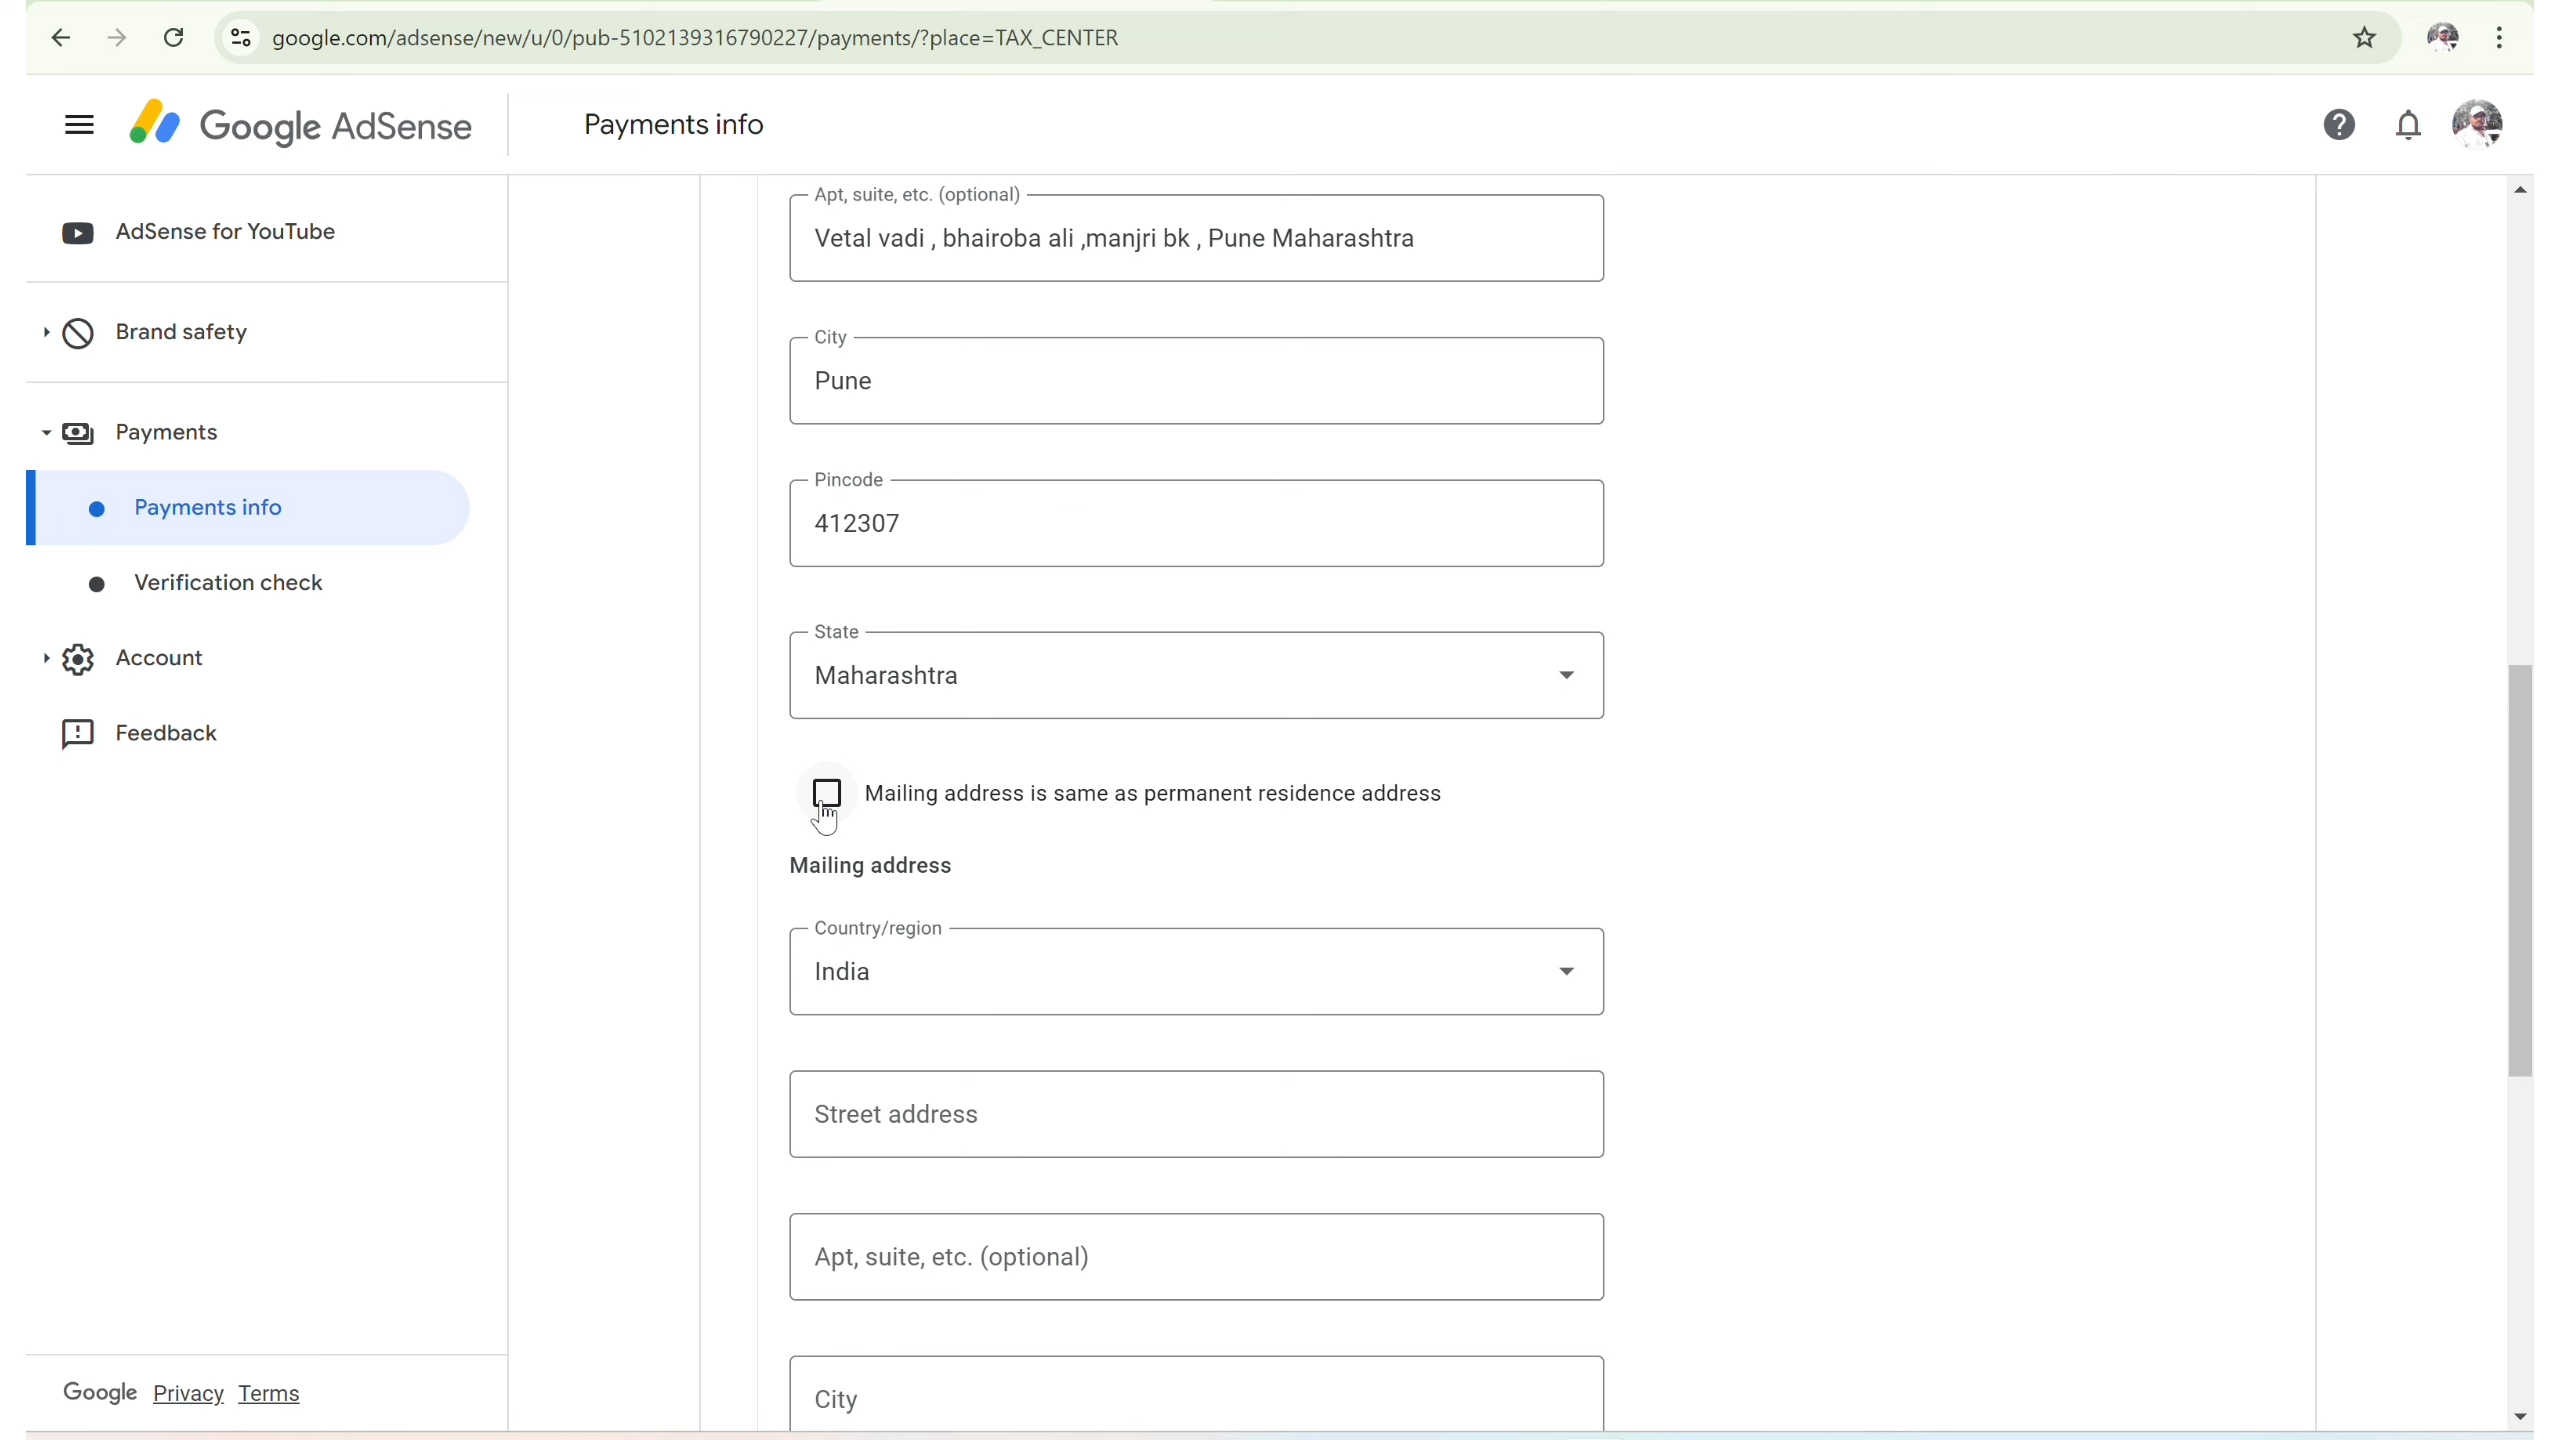 google.com/adsense/new/u/0/pub-5102139316790227/payments/?place=TAX_CENTER
Google AdSense
Payments info
AdSense for YouTube
Brand safety
Payments
Payments info
Verification check
Account
Feedback
Google Privacy Terms
Apt, suite, etc. (optional)
Vetal vadi , bhairoba ali ,manjri bk , Pune Maharashtra
City
Pune
Pincode
412307
State
Maharashtra
Mailing address is same as permanent residence address
Mailing address
Country/region
India
Street address
Apt, suite, etc. (optional)
City